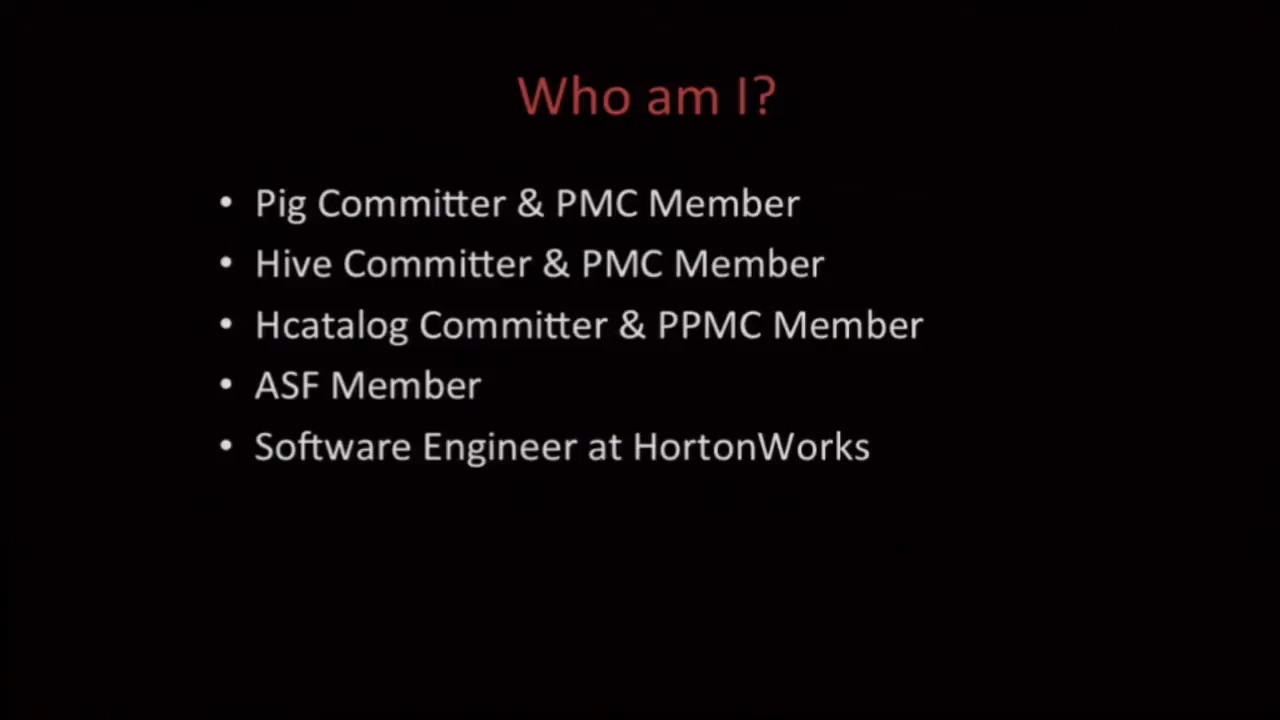 Who am I?
• Pig Committer & PMC Member
• Hive Committer & PMC Member
• Hcatalog Committer & PPMC Member
• ASF Member
• Software Engineer at HortonWorks